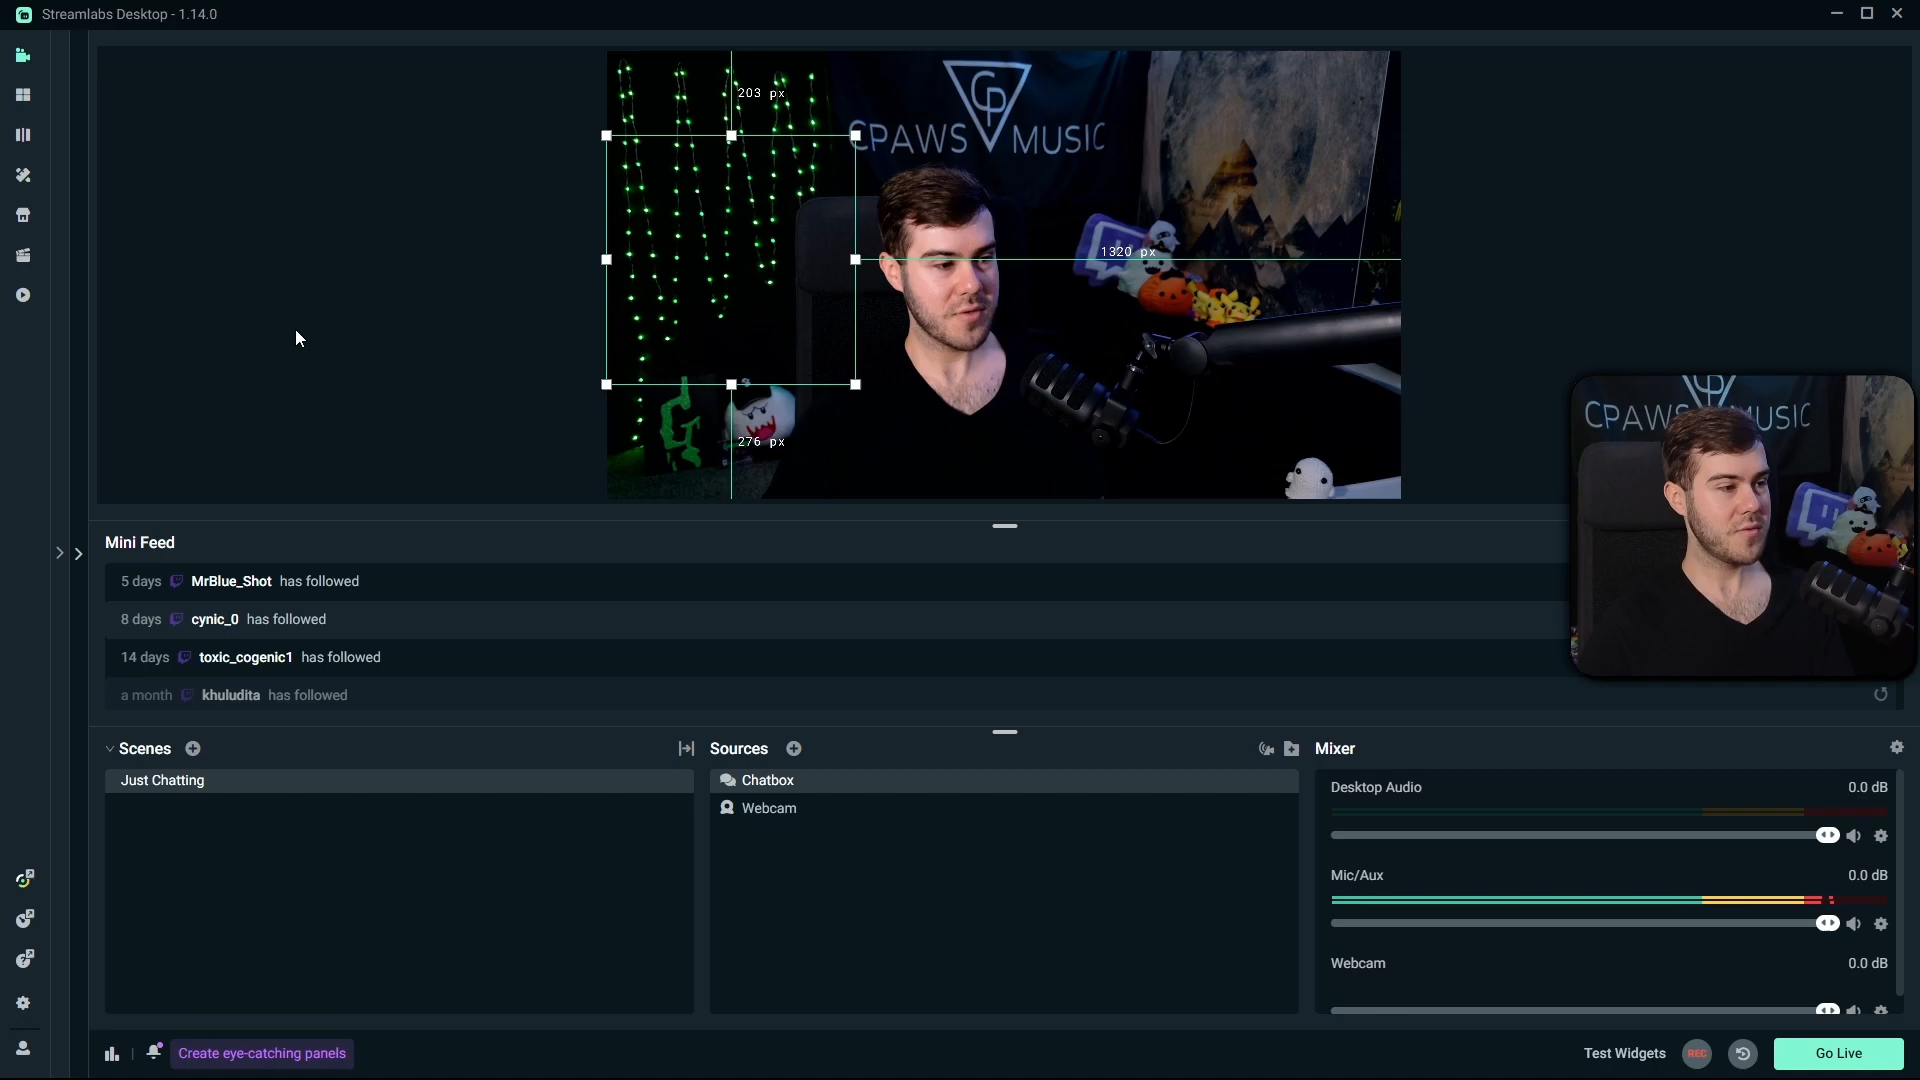 Streamlabs Desktop - 1.14.0
CP
CPAWS MUSIC
203 px
1320 px
276 px
CPAWS MUSIC
Mini Feed
5 days MrBlue_Shot has followed
8 days cynic_0 has followed
14 days toxic_cogenic1 has followed
a month khuludita has followed
Scenes
Just Chatting
Sources
Chatbox
Webcam
Mixer
Desktop Audio 0.0 dB
Mic/Aux 0.0 dB
Webcam 0.0 dB
Create eye-catching panels
Test Widgets
REC
Go Live